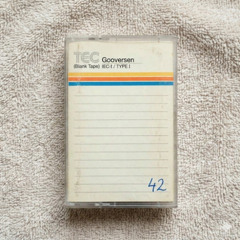 TEC Gooversen
(Blank Tape) IEC-I / TYPE I
42